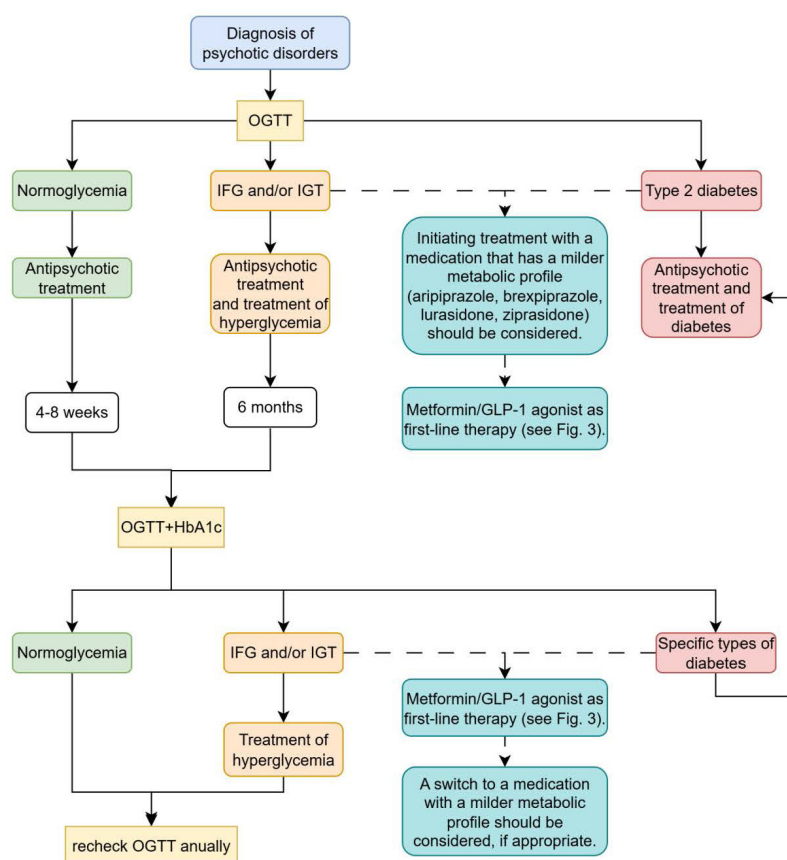 Diagnosis of
psychotic disorders
OGTT
Normoglycemia
IFG and/or IGT
Type 2 diabetes
Antipsychotic
treatment
Antipsychotic
treatment
and treatment of
hyperglycemia
Initiating treatment with a
medication that has a milder
metabolic profile
(aripiprazole, brexpiprazole,
lurasidone, ziprasidone)
should be considered.
Antipsychotic
treatment and
treatment of
diabetes
4-8 weeks
6 months
Metformin/GLP-1 agonist as
first-line therapy (see Fig. 3).
OGTT+HbA1c
Normoglycemia
IFG and/or IGT
Specific types of
diabetes
Metformin/GLP-1 agonist as
first-line therapy (see Fig. 3).
Treatment of
hyperglycemia
A switch to a medication
with a milder metabolic
profile should be
considered, if appropriate.
recheck OGTT anually